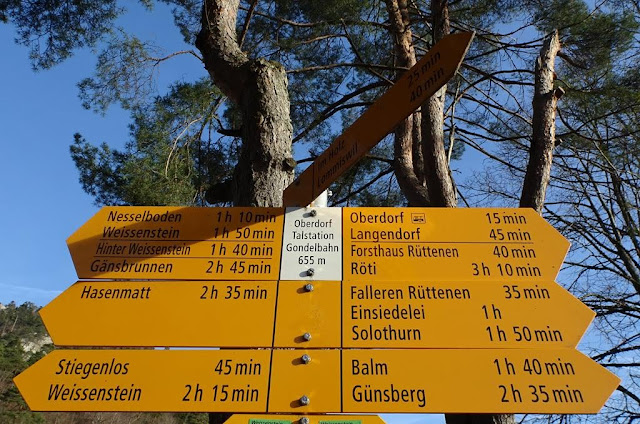 25 min
40 min
Im Holz
Lommiswil
Oberdorf
Talstation
Gondelbahn
655 m
Nesselboden 1 h 10 min
Weissenstein 1 h 50 min
Hinter Weissenstein 1 h 40 min
Gänsbrunnen 2 h 45 min
Hasenmatt 2 h 35 min
Stiegenlos 45 min
Weissenstein 2 h 15 min
Oberdorf 15 min
Langendorf 45 min
Forsthaus Rüttenen 40 min
Röti 3 h 10 min
Falleren Rüttenen 35 min
Einsiedelei 1 h
Solothurn 1 h 50 min
Balm 1 h 40 min
Günsberg 2 h 35 min